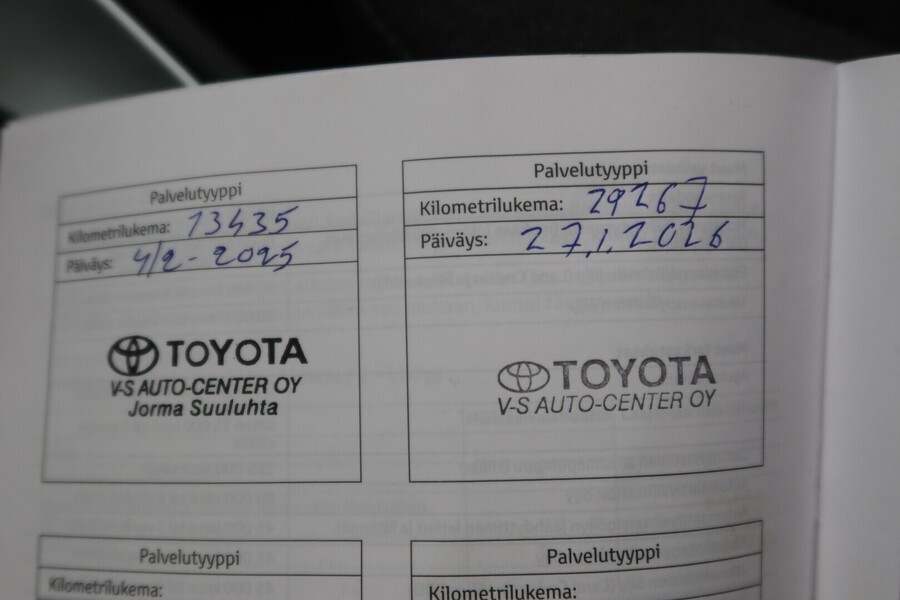 Palvelutyyppi
Kilometrilukema: 13435
Päiväys: 4/2-2025
TOYOTA
V-S AUTO-CENTER OY
Jorma Suuluhta
Palvelutyyppi
Kilometrilukema: 29267
Päiväys: 27.1.2026
TOYOTA
V-S AUTO-CENTER OY
Palvelutyyppi
Kilometrilukema:
Palvelutyyppi
Kilometrilukema: